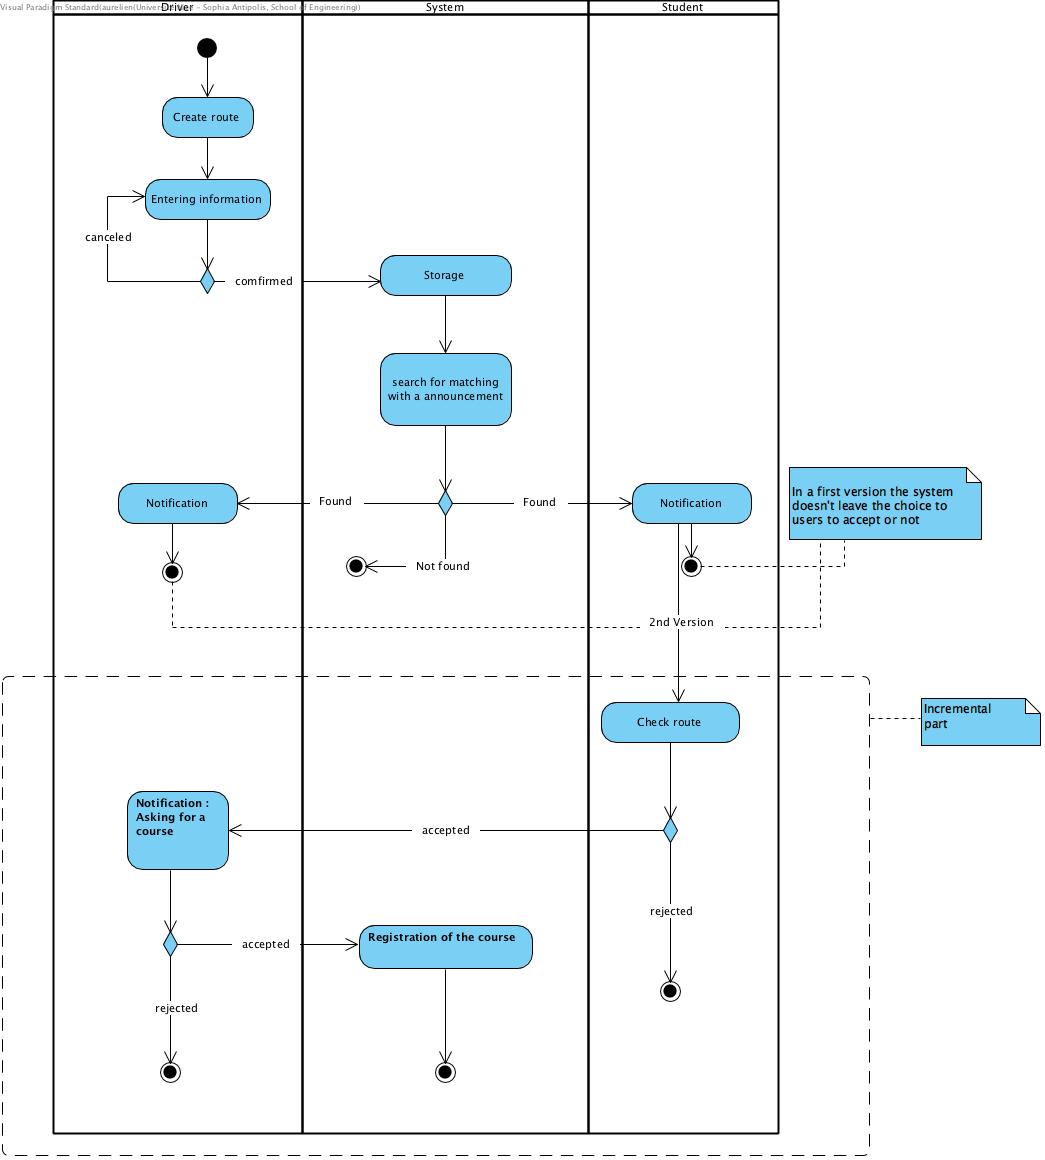 Visual Paradigm Standard(aurelien(Univers - Sophia Antipolis, School of Engineering))
Driver
System
Student
Create route
Entering information
canceled
comfirmed
Storage
search for matching
with a announcement
Notification
Found
Found
Notification
In a first version the system
doesn't leave the choice to
users to accept or not
Not found
2nd Version
Incremental
part
Check route
Notification :
Asking for a
course
accepted
rejected
accepted
Registration of the course
rejected